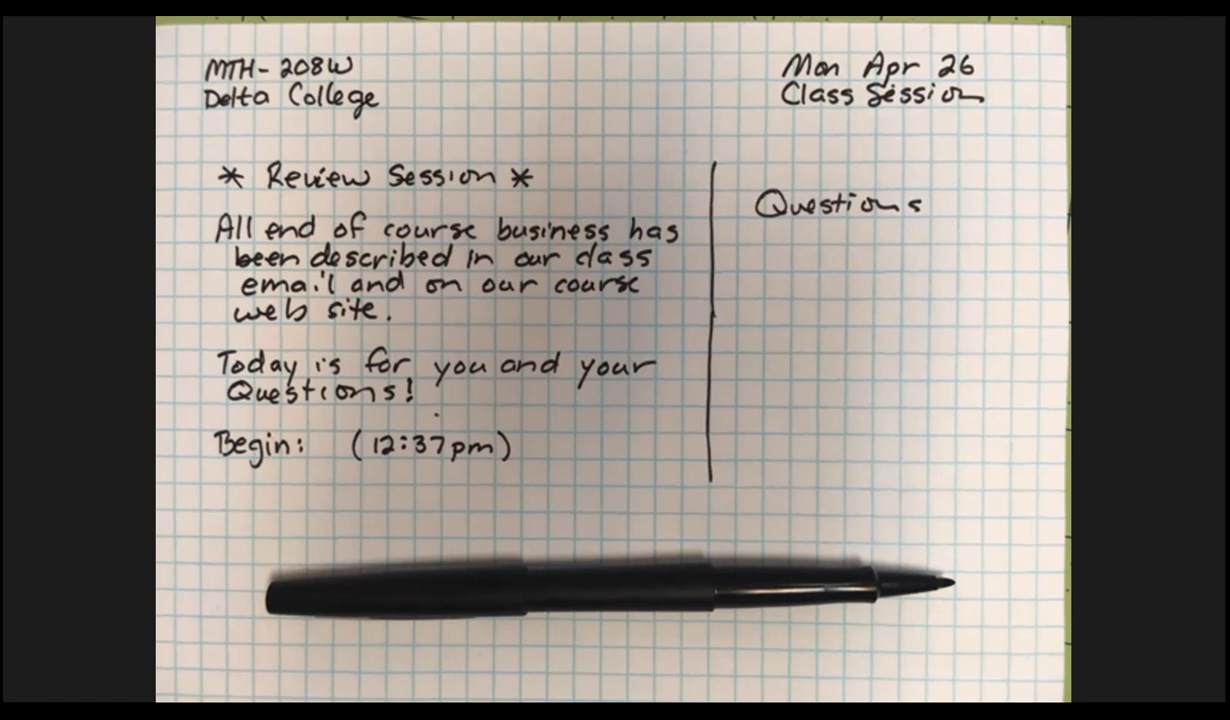 MTH-208W
Delta College
Mon Apr 26
Class Session
* Review Session *
All end of course business has
been described in our class
email and on our course
web site.
Today is for you and your
Questions!
Begin: (12:37pm)
Questions